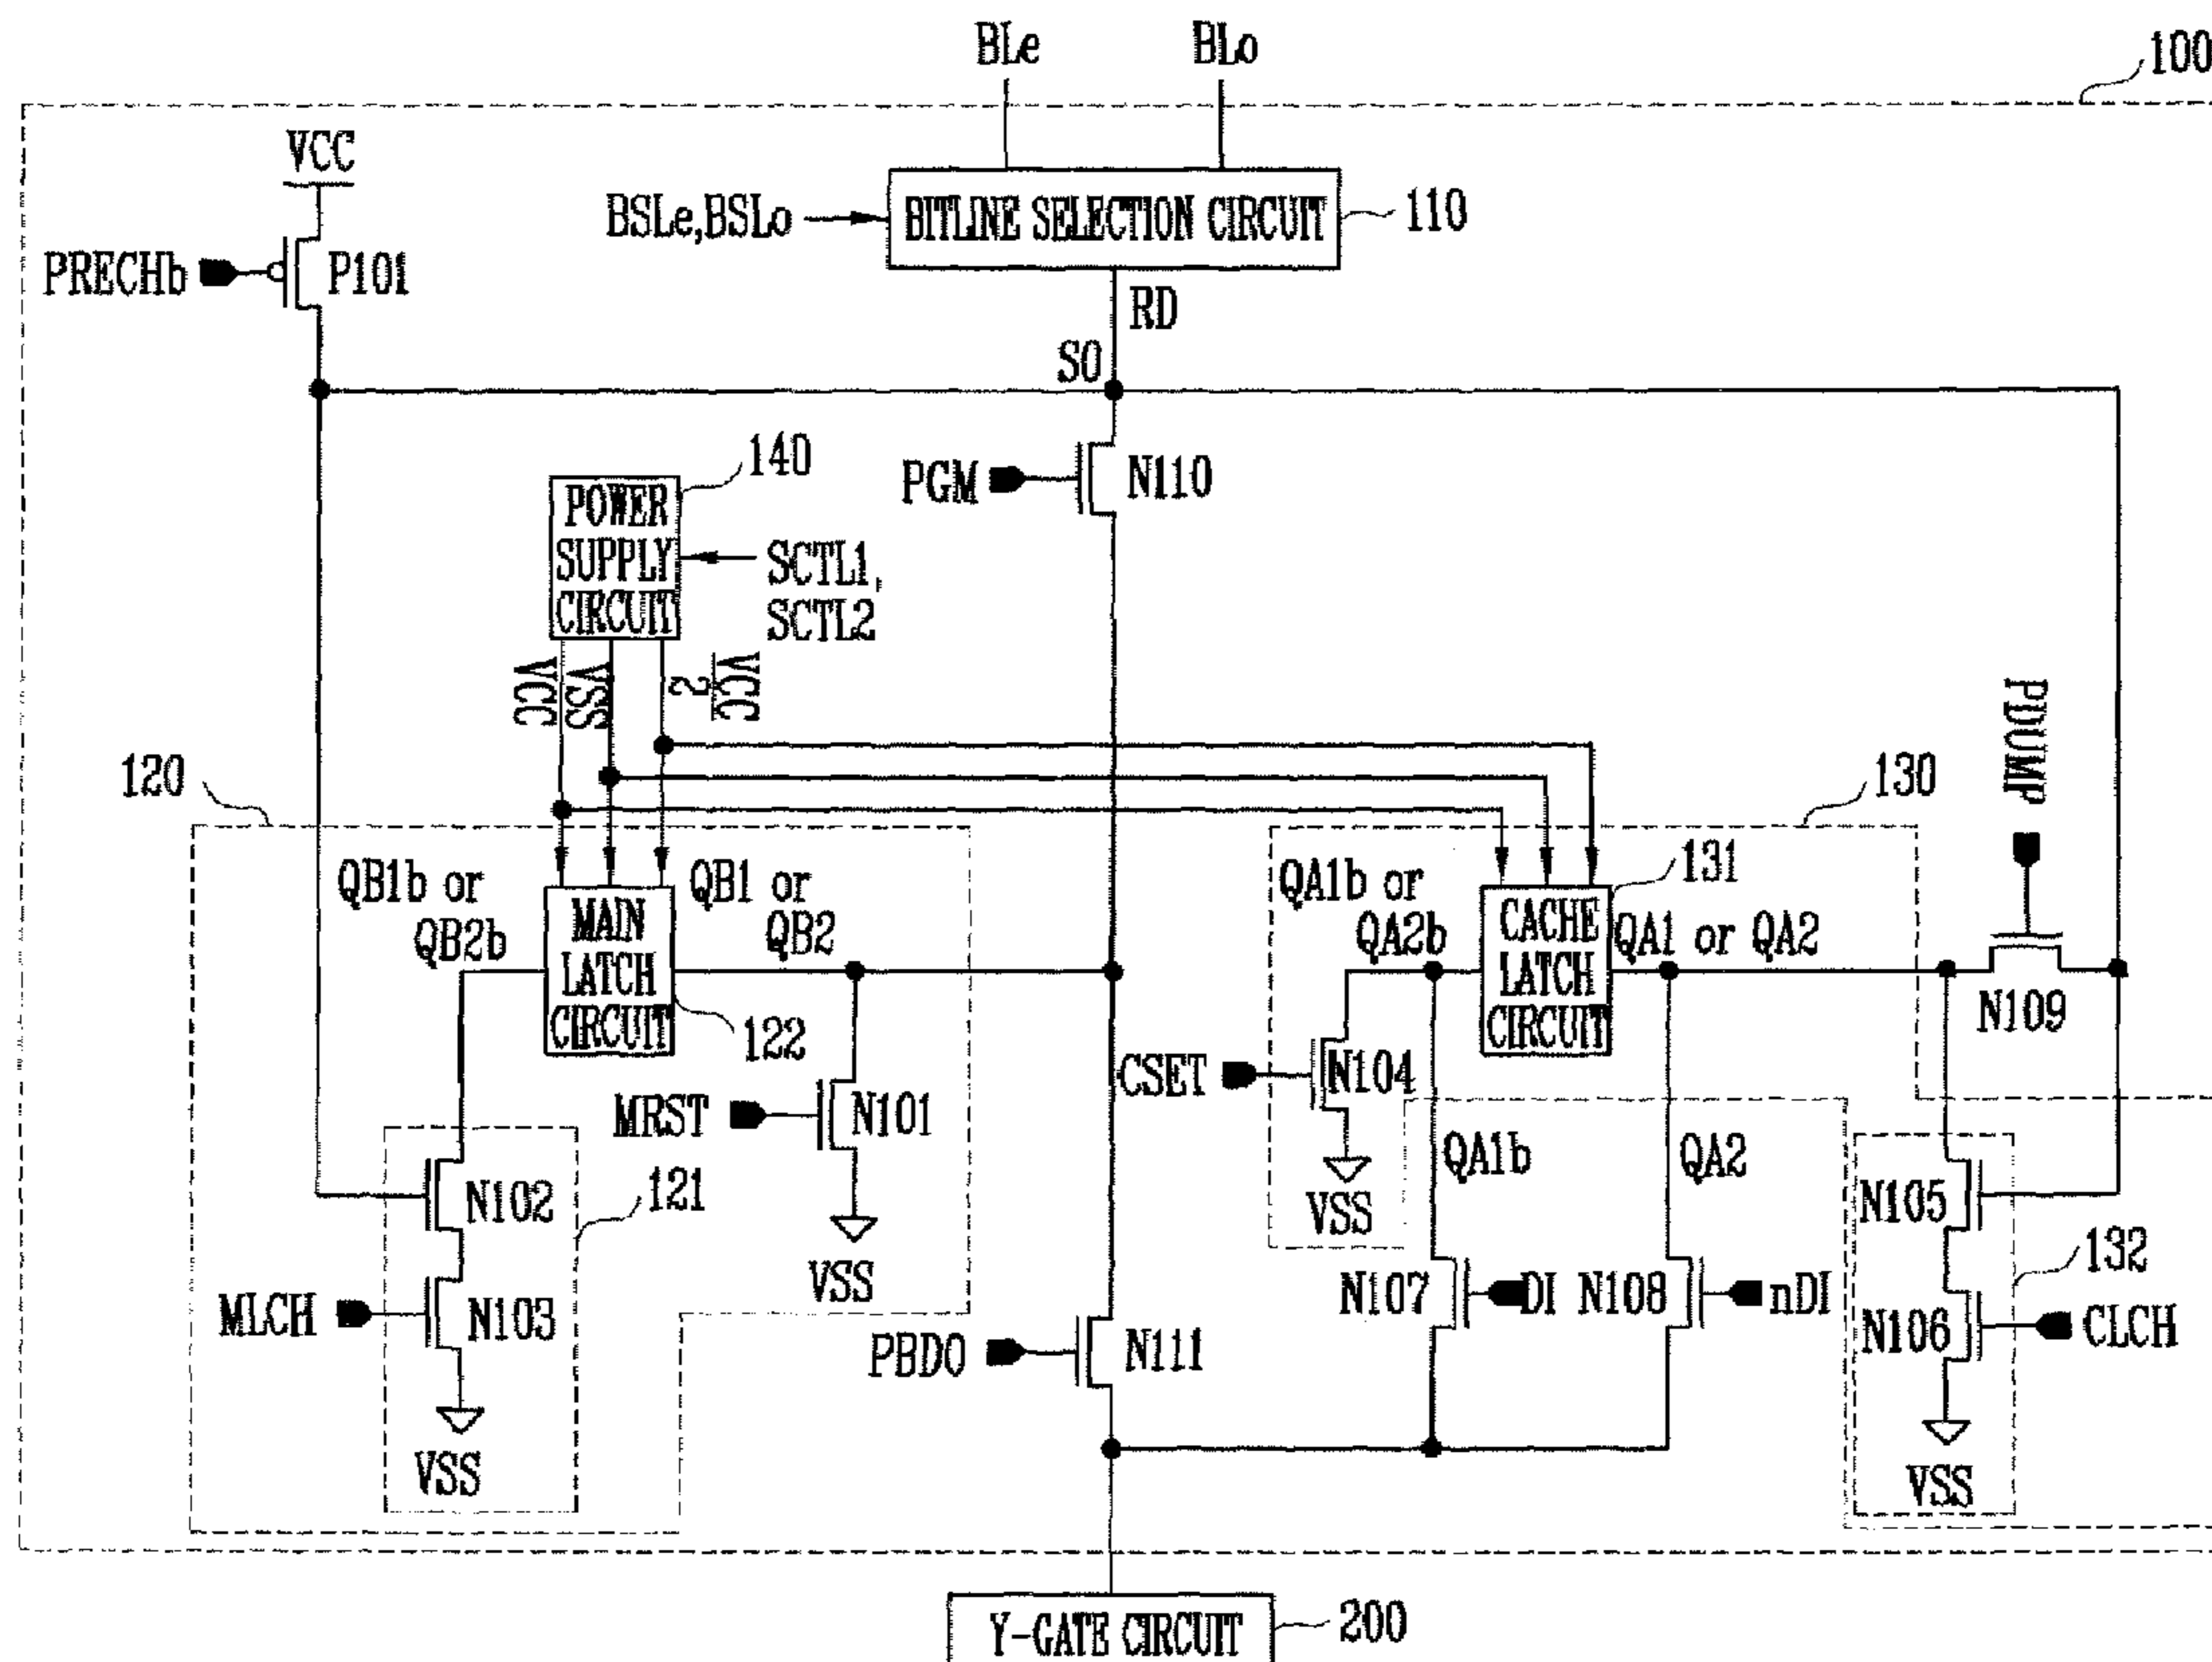 BLe
BLo
100
VCC
BSLe,BSLo
BITLINE SELECTION CIRCUIT
110
PRECHb
P101
RD
SO
140
POWER
SUPPLY
CIRCUIT
SCTL1,
SCTL2
PGM
N110
VCC
VSS
VCC
2
PDUMP
120
130
QB1b or
QB2b
MAIN
LATCH
CIRCUIT
QB1 or
QB2
122
QA1b or
QA2b
CACHE
LATCH
CIRCUIT
131
QA1 or QA2
N109
CSET
N104
VSS
MRST
N101
VSS
QA1b
QA2
N102
121
MLCH
N103
VSS
PBDO
N111
N107
DI
N108
nDI
N105
132
N106
CLCH
VSS
Y-GATE CIRCUIT
200